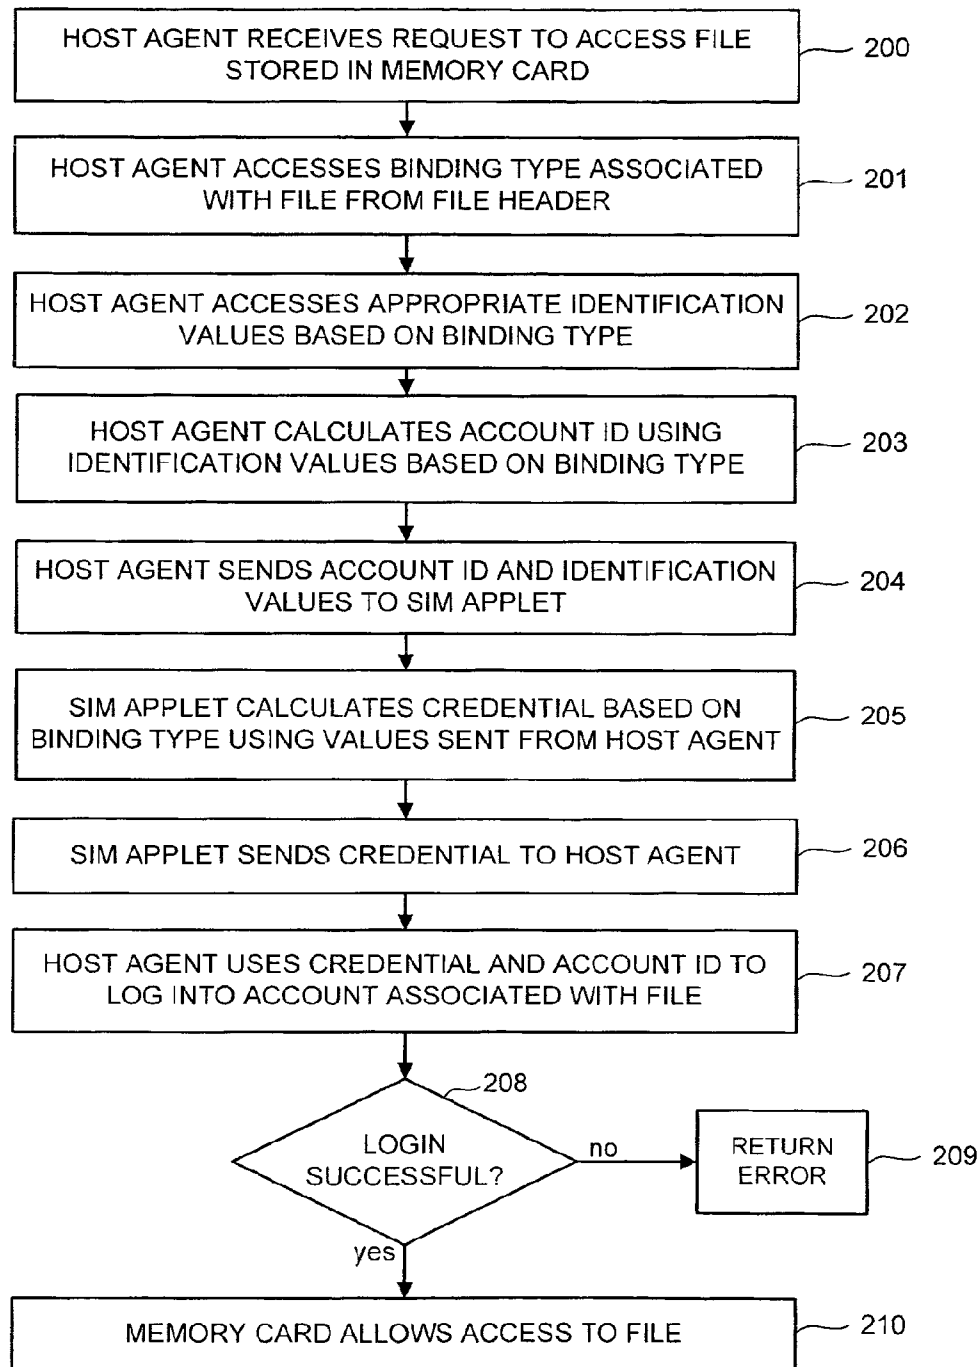 HOST AGENT RECEIVES REQUEST TO ACCESS FILE
STORED IN MEMORY CARD
200
HOST AGENT ACCESSES BINDING TYPE ASSOCIATED
WITH FILE FROM FILE HEADER
201
HOST AGENT ACCESSES APPROPRIATE IDENTIFICATION
VALUES BASED ON BINDING TYPE
202
HOST AGENT CALCULATES ACCOUNT ID USING
IDENTIFICATION VALUES BASED ON BINDING TYPE
203
HOST AGENT SENDS ACCOUNT ID AND IDENTIFICATION
VALUES TO SIM APPLET
204
SIM APPLET CALCULATES CREDENTIAL BASED ON
BINDING TYPE USING VALUES SENT FROM HOST AGENT
205
SIM APPLET SENDS CREDENTIAL TO HOST AGENT
206
HOST AGENT USES CREDENTIAL AND ACCOUNT ID TO
LOG INTO ACCOUNT ASSOCIATED WITH FILE
207
208
LOGIN
SUCCESSFUL?
no
RETURN
ERROR
209
yes
MEMORY CARD ALLOWS ACCESS TO FILE
210